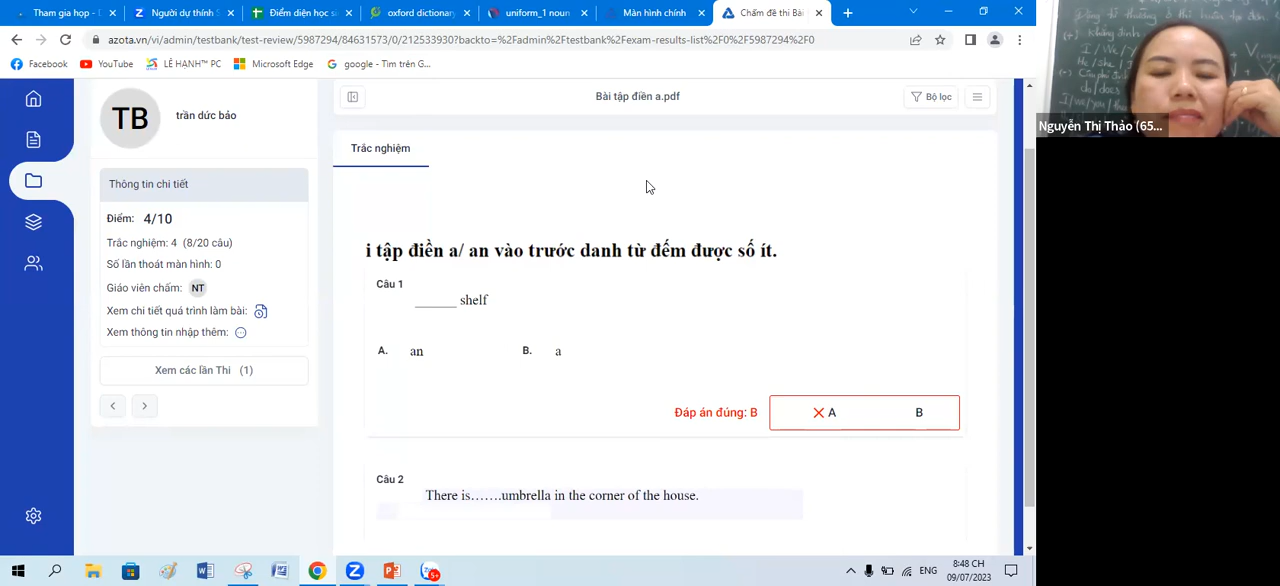 Tham gia họp - E
Người dự thính S
Điểm diện học s
oxford dictionary
uniform_1 noun
Màn hình chính
Chấm đề thi Bài
azota.vn/vi/admin/testbank/test-review/5987294/84631573/0/212533930?backto=%2Fadmin%2Ftestbank%2Fexam-results-list%2F0%2F5987294%2F0
Facebook
YouTube
LÊ HẠNH™ PC
Microsoft Edge
google - Tìm trên G...
TB
trần dức bảo
Bài tập điền a.pdf
Bộ lọc
Trắc nghiệm
Thông tin chi tiết
Điểm: 4/10
Trắc nghiệm: 4 (8/20 câu)
Số lần thoát màn hình: 0
Giáo viên chấm: NT
Xem chi tiết quá trình làm bài:
Xem thông tin nhập thêm:
Xem các lần Thi (1)
i tập điền a/ an vào trước danh từ đếm được số ít.
Câu 1
______ shelf
A. an B. a
Đáp án đúng: B A B
Câu 2
There is…….umbrella in the corner of the house.
Nguyễn Thị Thảo (65...
ENG
8:48 CH
09/07/2023